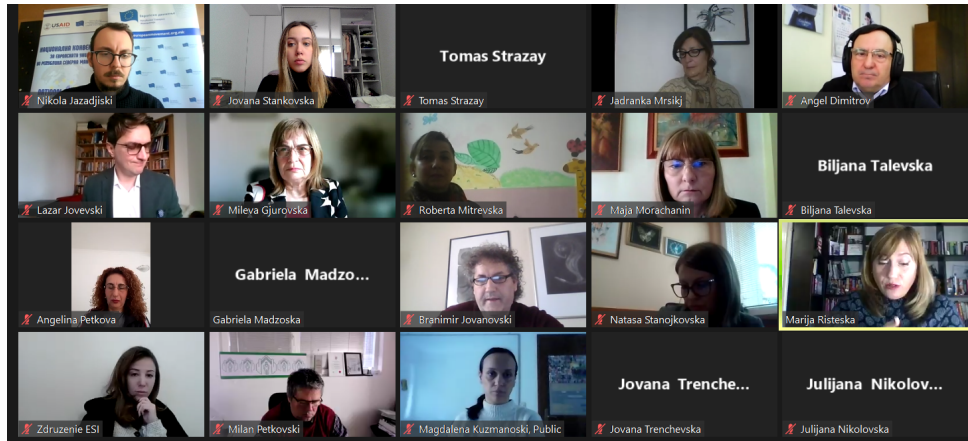 USAID
НАЦИОНАЛНА КОНВЕ
Nikola Jazadjiski
Jovana Stankovska
Tomas Strazay
Tomas Strazay
Jadranka Mrsikj
Angel Dimitrov
Lazar Jovevski
Mileva Gjurovska
Roberta Mitrevska
Maja Morachanin
Biljana Talevska
Biljana Talevska
Angelina Petkova
Gabriela Madzo...
Gabriela Madzoska
Branimir Jovanovski
Natasa Stanojkovska
Marija Risteska
Zdruzenie ESI
Milan Petkovski
Magdalena Kuzmanoski, Public
Jovana Trenche...
Jovana Trenchevska
Julijana Nikolov...
Julijana Nikolovska